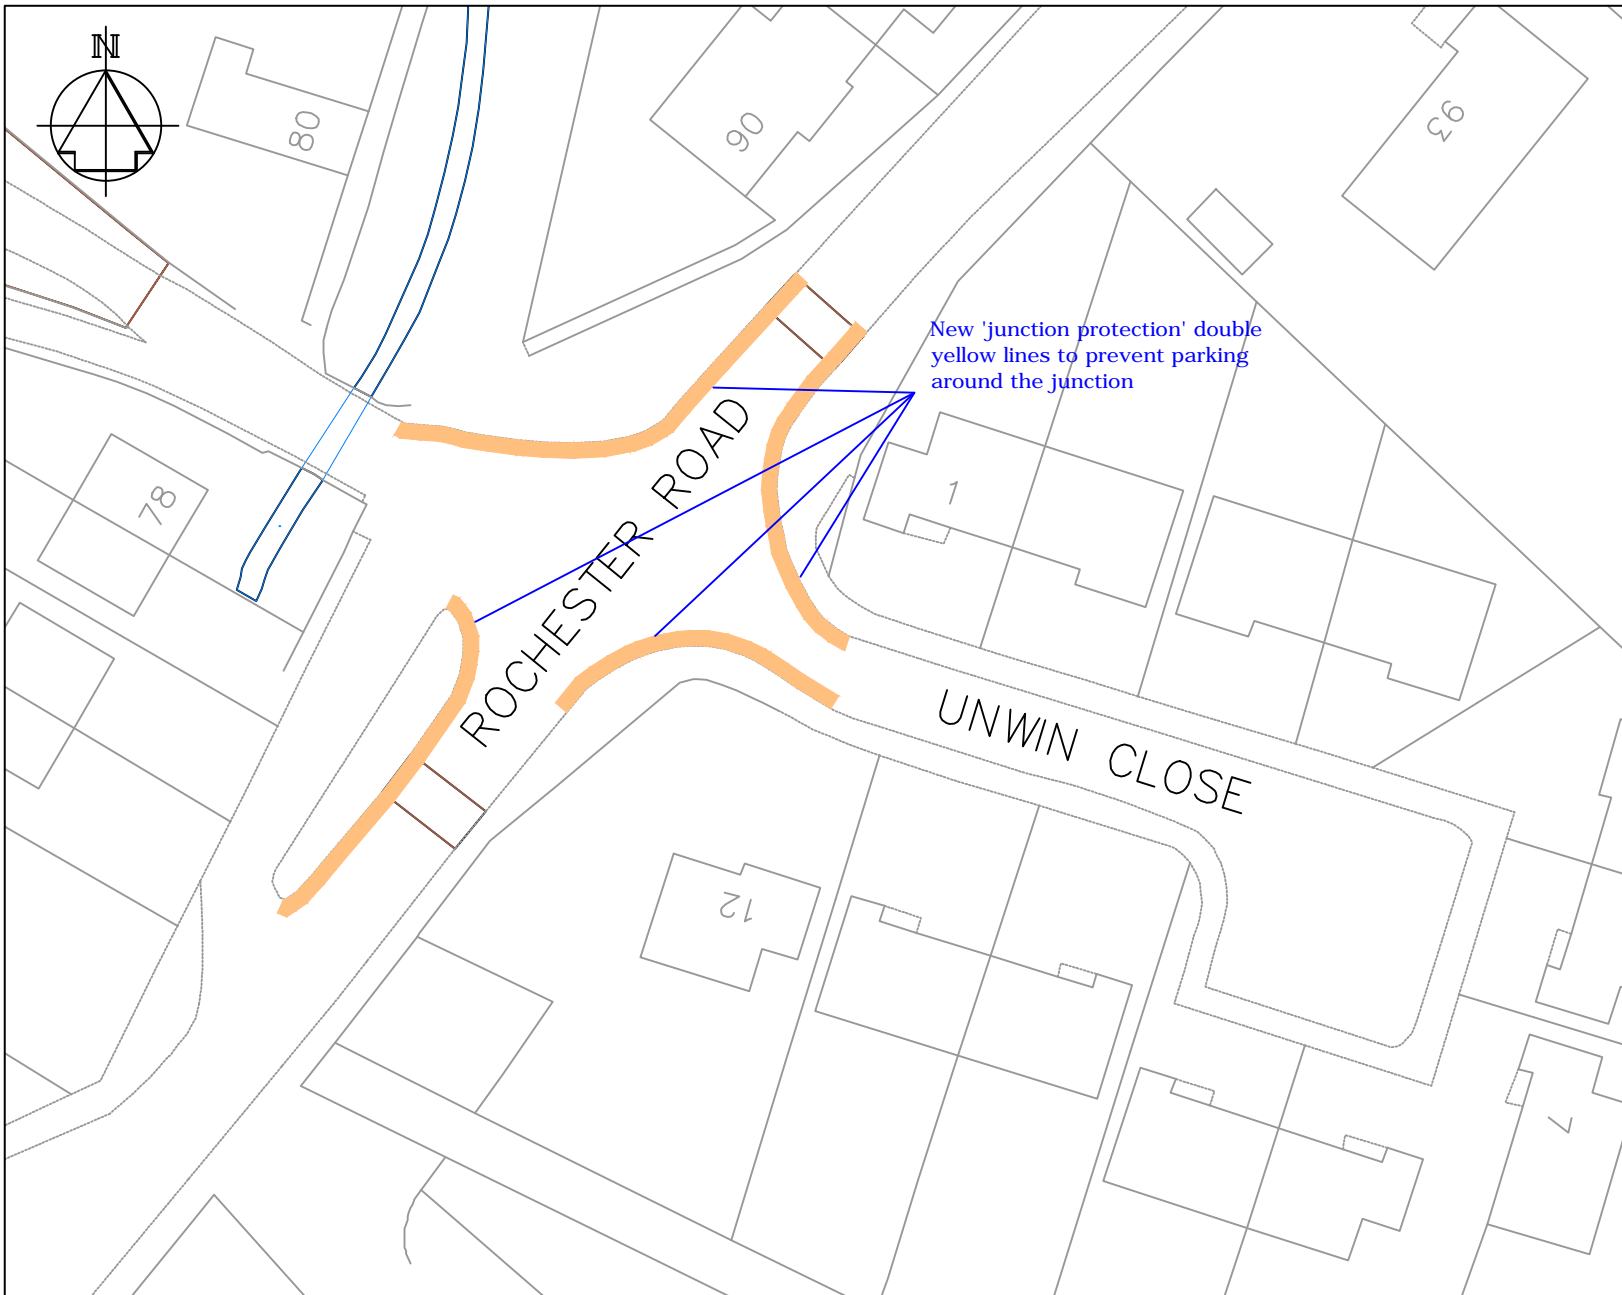 N
80
90
93
New 'junction protection' double
yellow lines to prevent parking
around the junction
78
1
ROCHESTER ROAD
UNWIN CLOSE
12
7